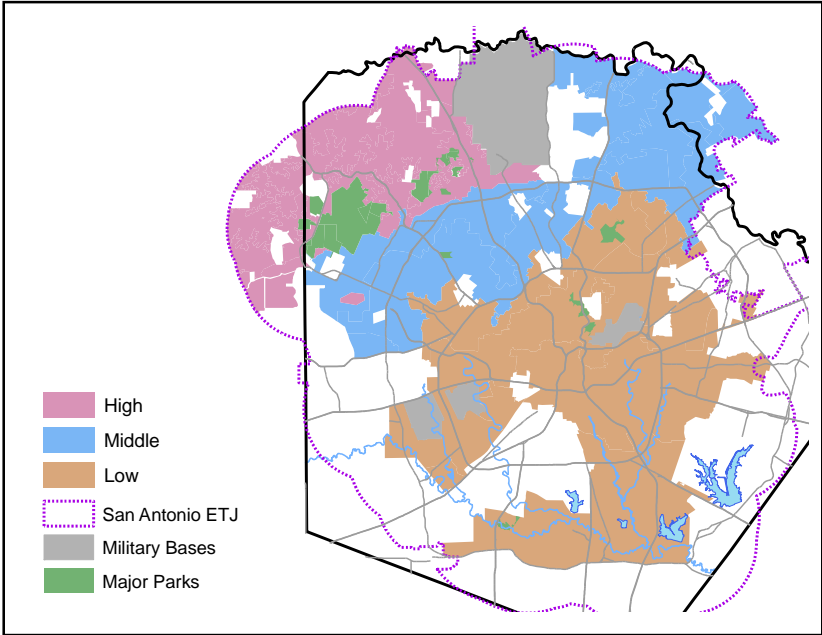 High
Middle
Low
San Antonio ETJ
Military Bases
Major Parks